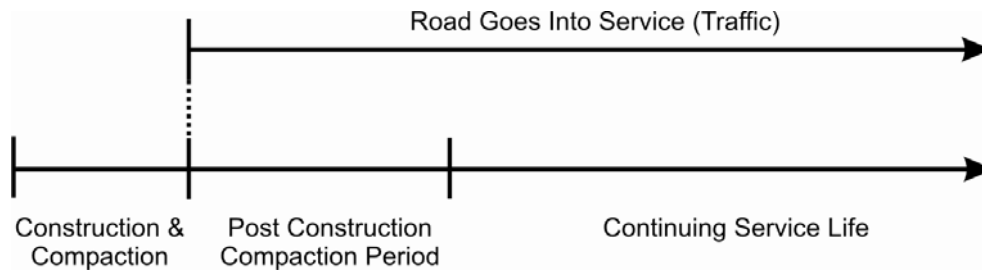 Road Goes Into Service (Traffic)
Construction &
Compaction
Post Construction
Compaction Period
Continuing Service Life